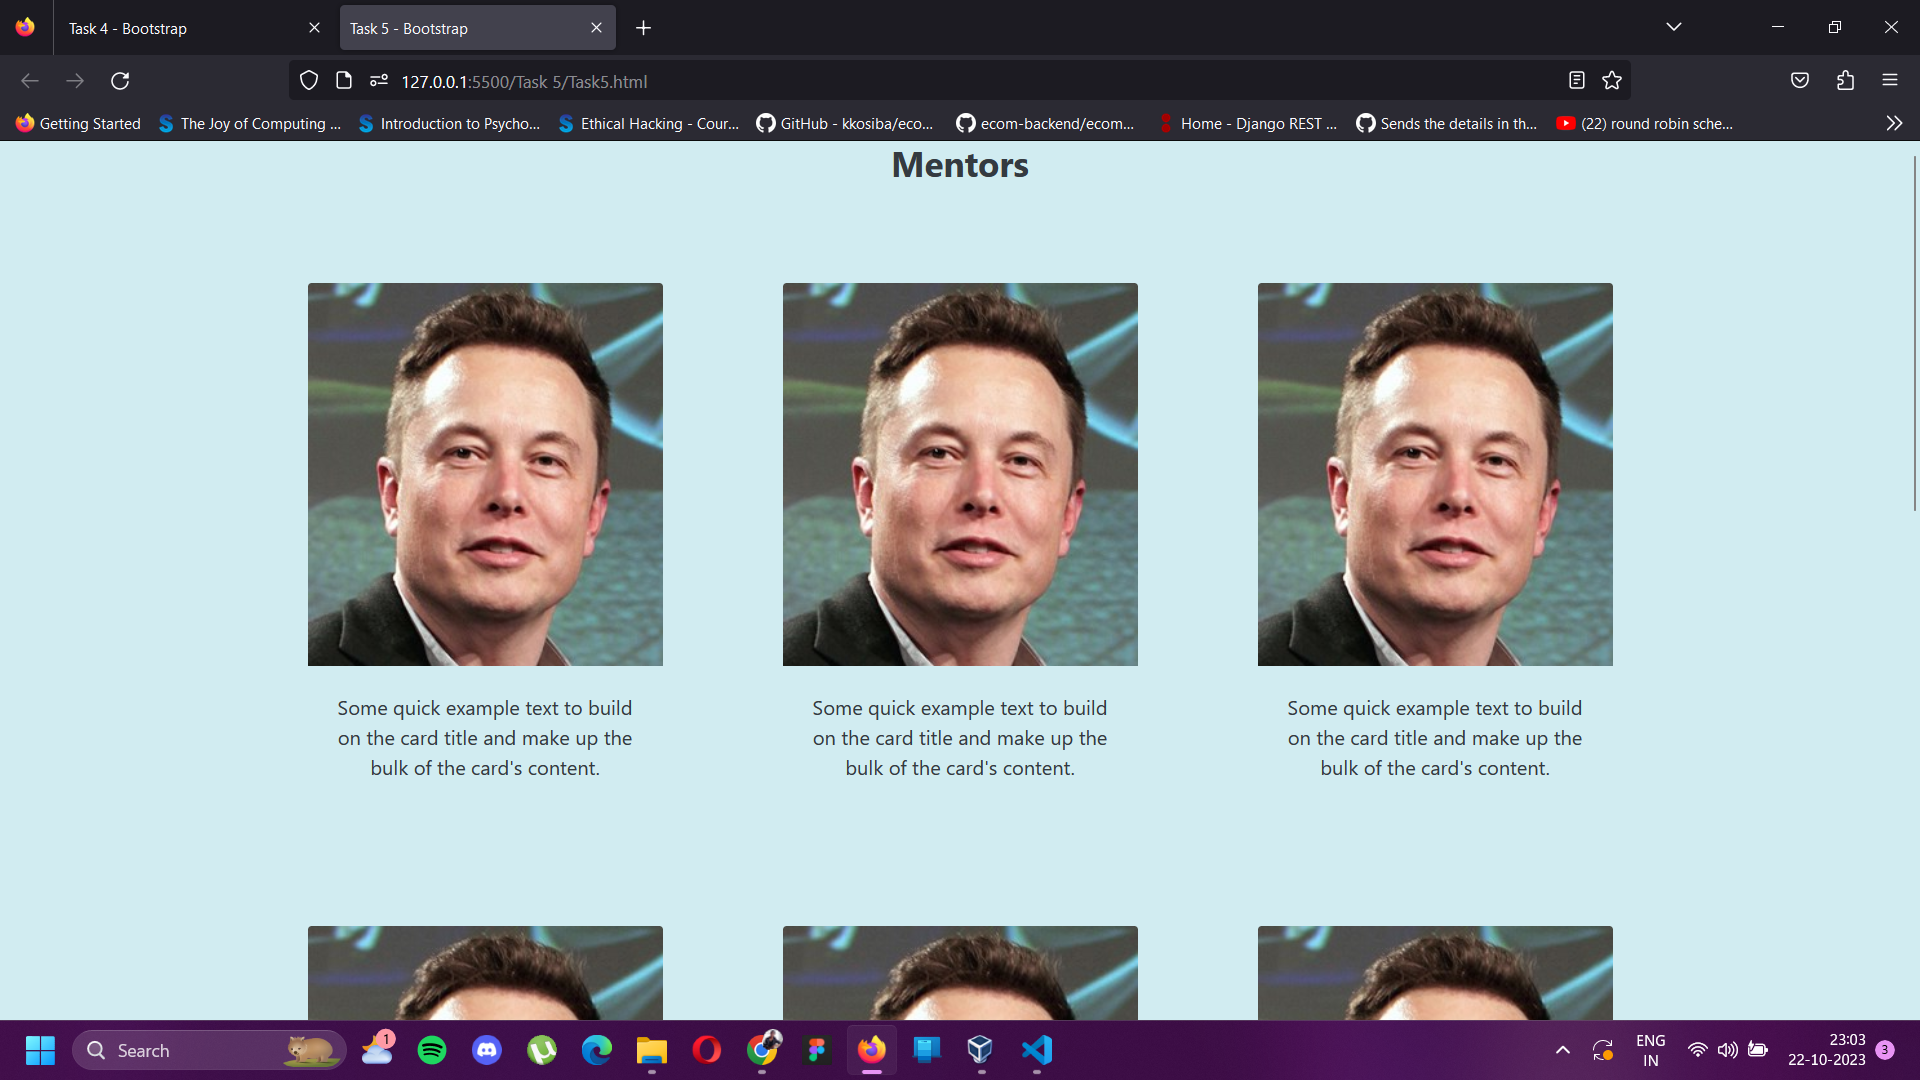 Task 4 - Bootstrap
Task 5 - Bootstrap
127.0.0.1:5500/Task 5/Task5.html
Getting Started
The Joy of Computing ...
Introduction to Psycho...
Ethical Hacking - Cour...
GitHub - kkosiba/eco...
ecom-backend/ecom...
Home - Django REST ...
Sends the details in th...
(22) round robin sche...
Mentors
Some quick example text to build
on the card title and make up the
bulk of the card's content.
Some quick example text to build
on the card title and make up the
bulk of the card's content.
Some quick example text to build
on the card title and make up the
bulk of the card's content.
Search
1
ENG
IN
23:03
22-10-2023
3